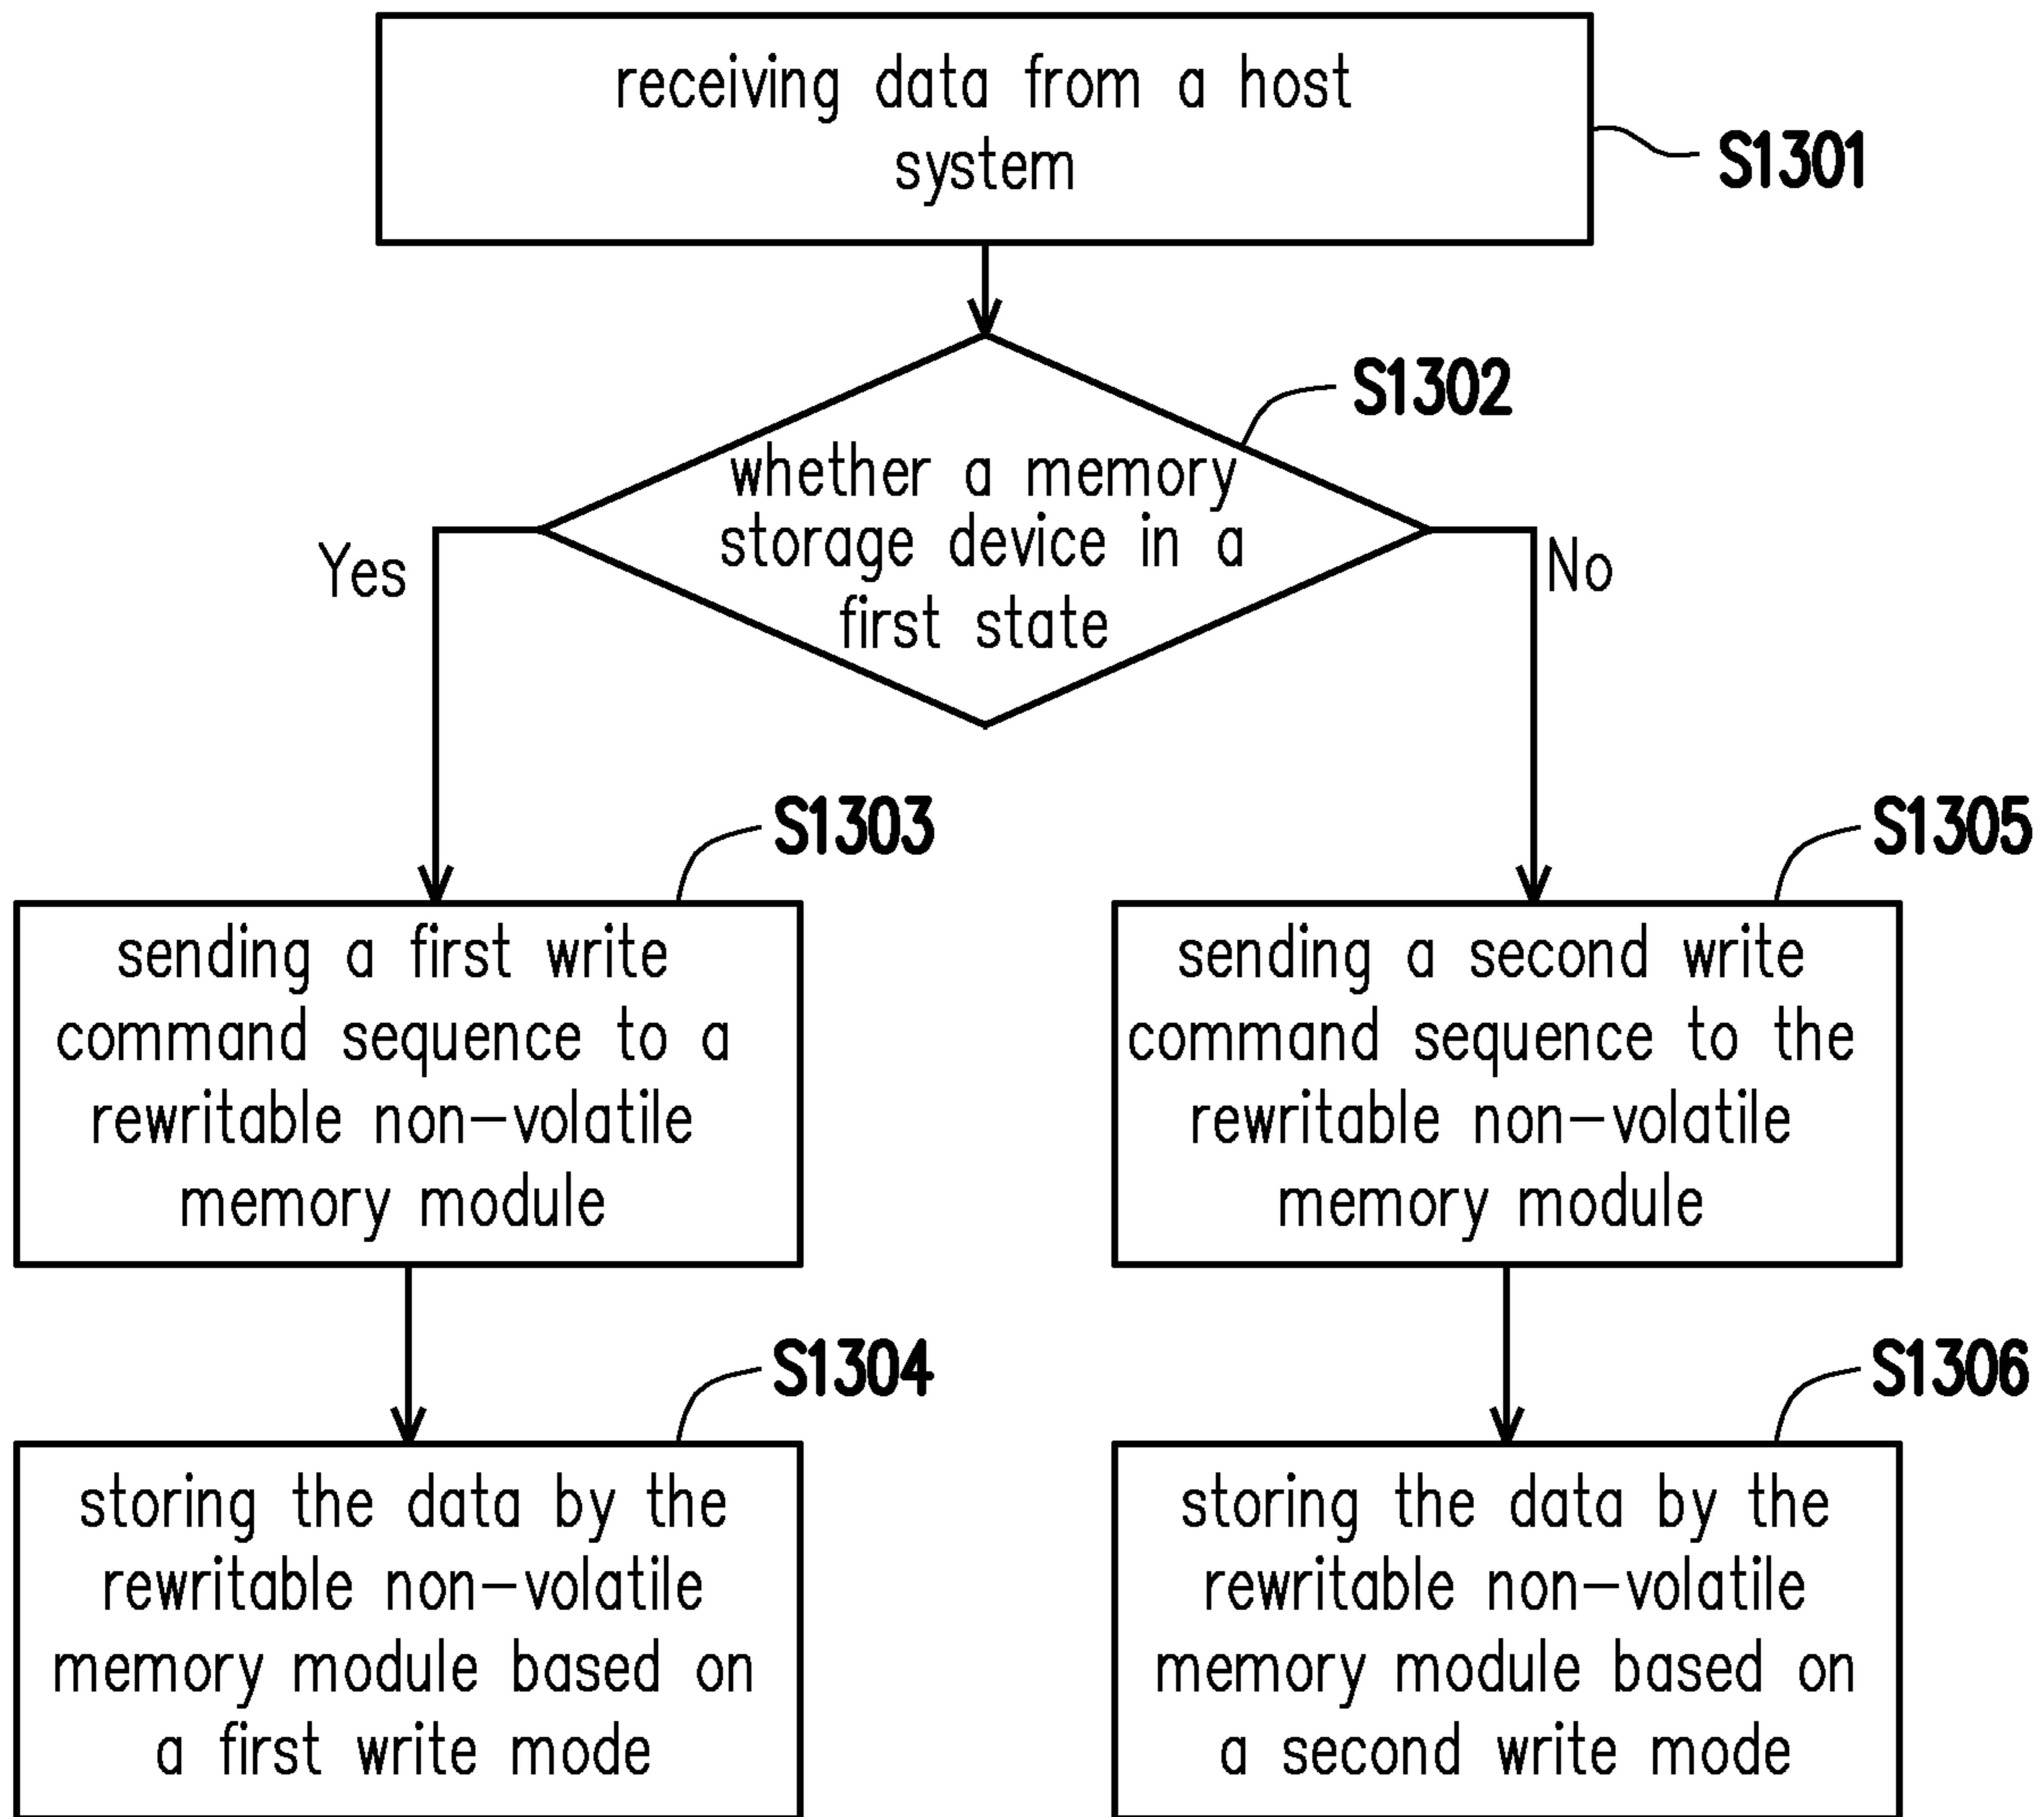 receiving data from a host
system
S1301
S1302
whether a memory
storage device in a
first state
Yes
No
S1303
sending a first write
command sequence to a
rewritable non-volatile
memory module
S1305
sending a second write
command sequence to the
rewritable non-volatile
memory module
S1304
storing the data by the
rewritable non-volatile
memory module based on
a first write mode
S1306
storing the data by the
rewritable non-volatile
memory module based on
a second write mode